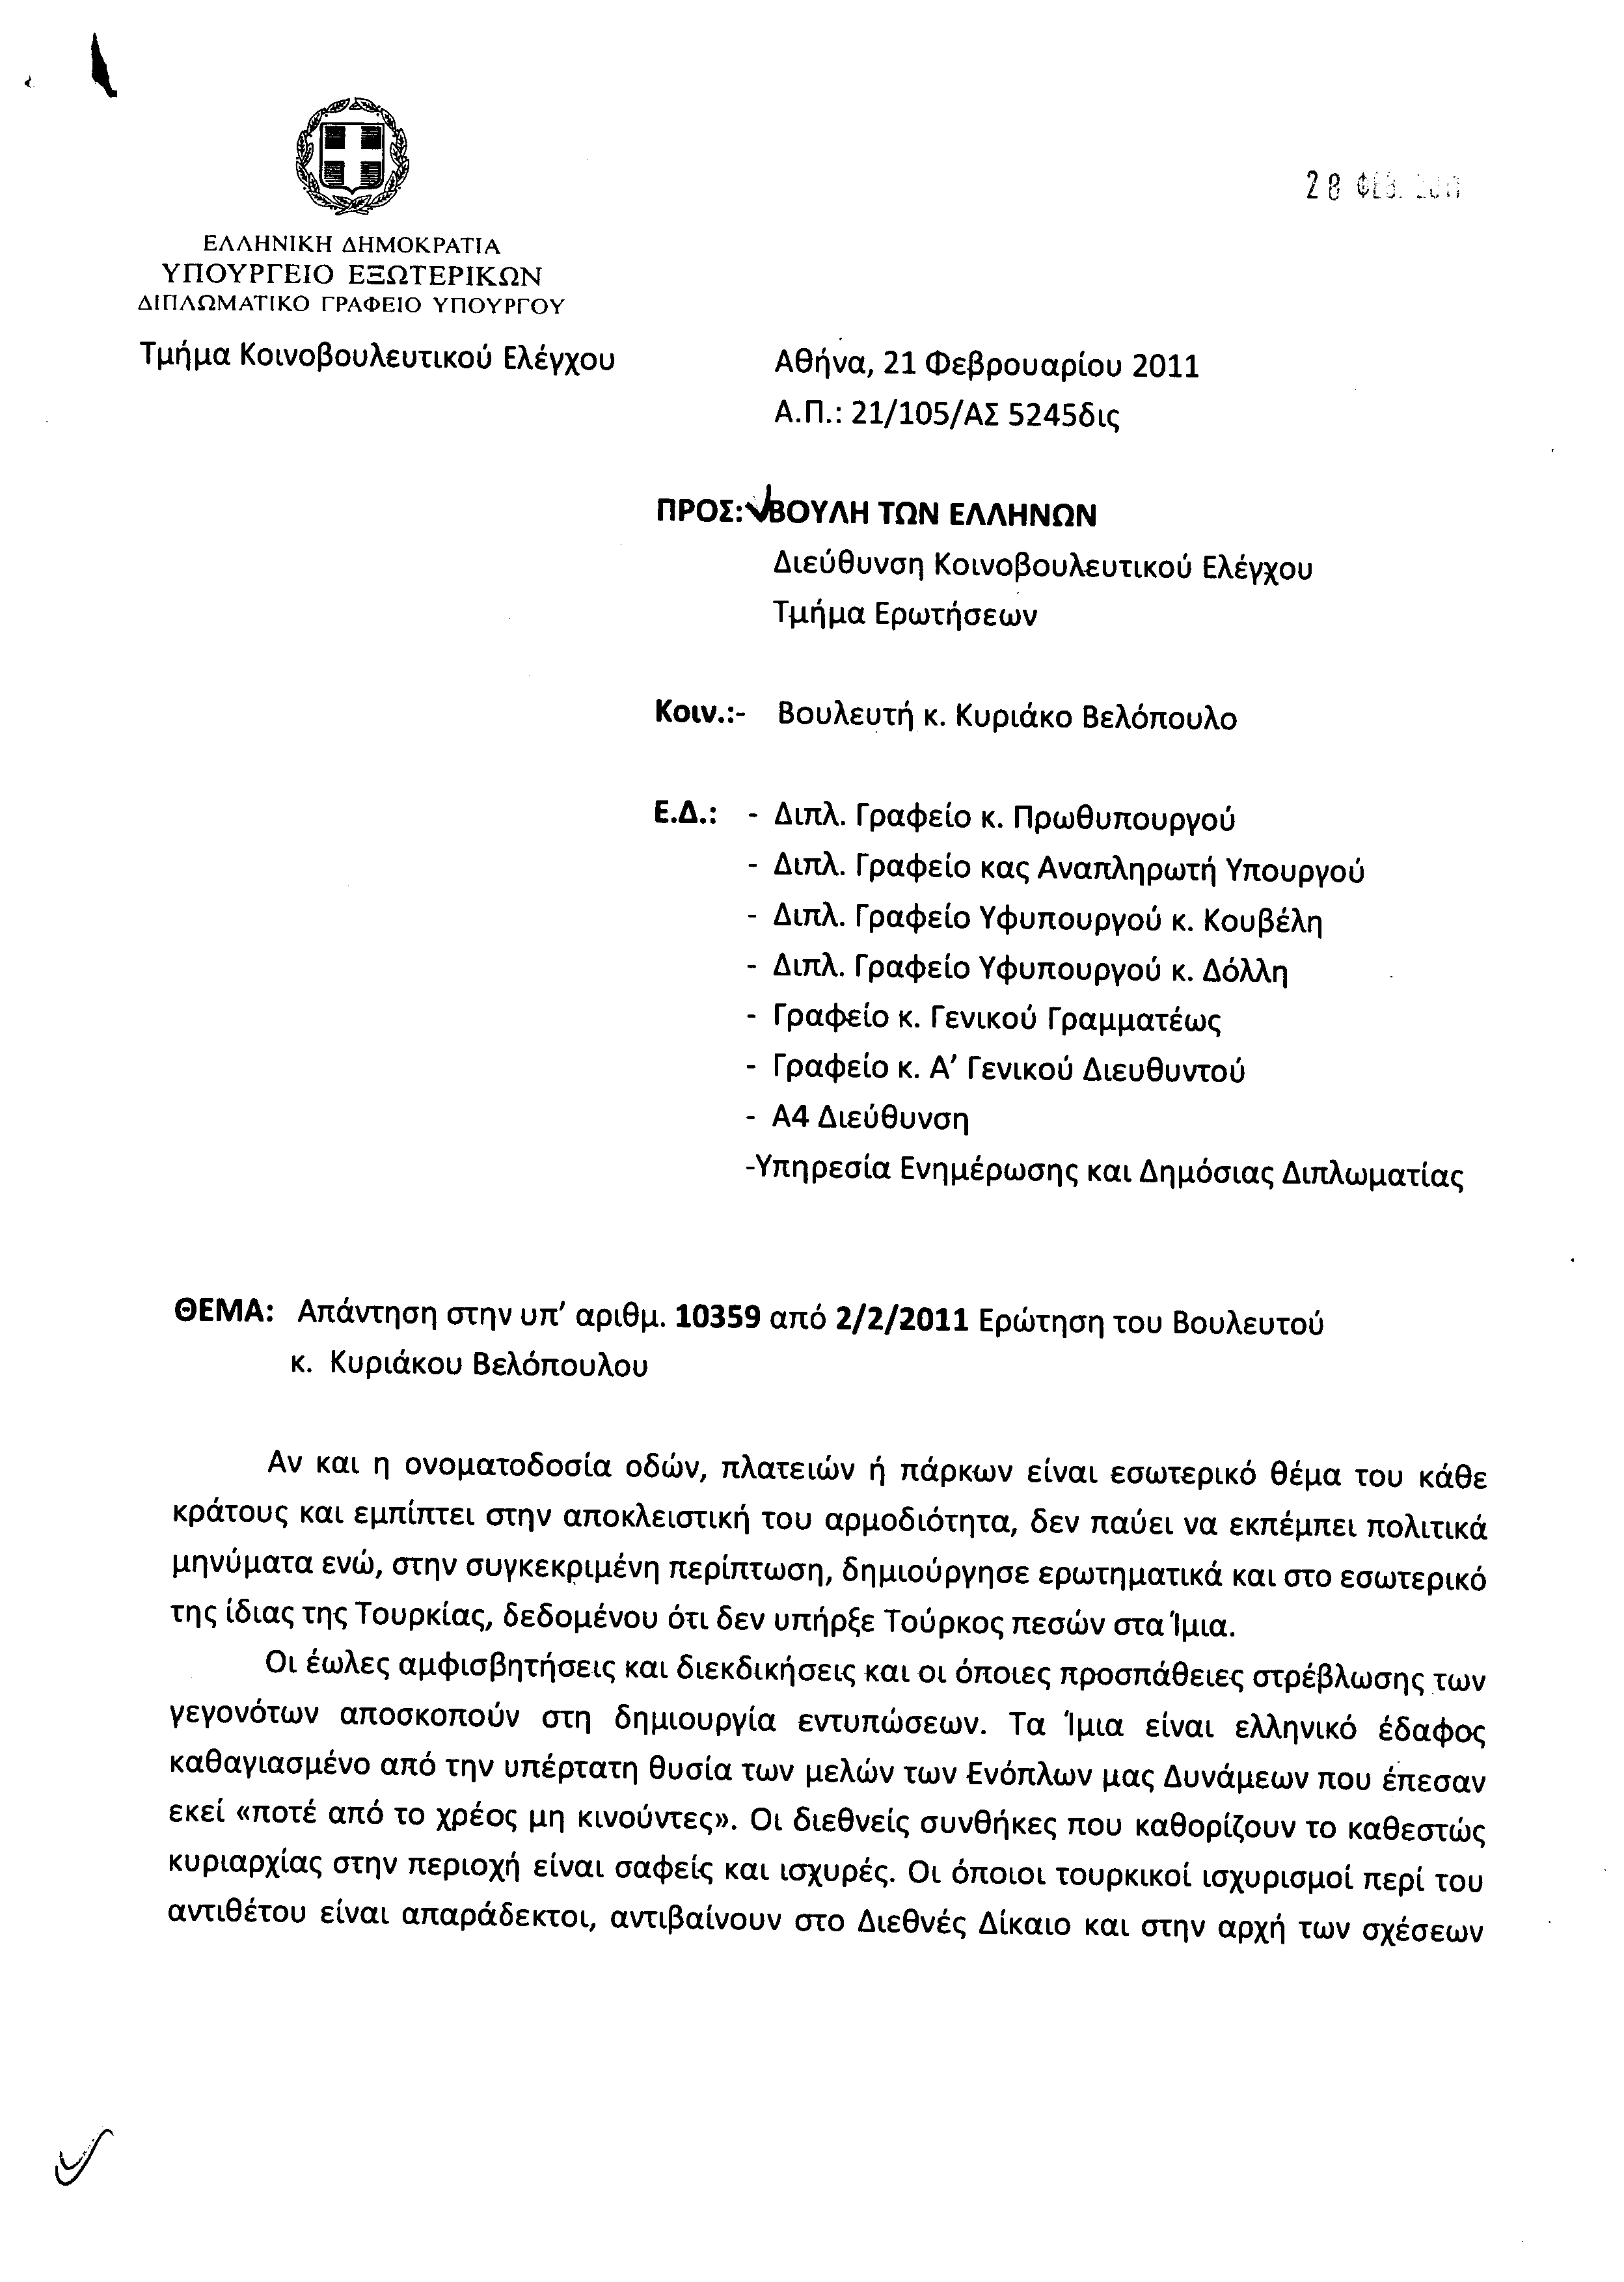 28 ΦΕΒ. 2011
ΕΛΛΗΝΙΚΗ ΔΗΜΟΚΡΑΤΙΑ
ΥΠΟΥΡΓΕΙΟ ΕΞΩΤΕΡΙΚΩΝ
ΔΙΠΛΩΜΑΤΙΚΟ ΓΡΑΦΕΙΟ ΥΠΟΥΡΓΟΥ
Τμήμα Κοινοβουλευτικού Ελέγχου
Αθήνα, 21 Φεβρουαρίου 2011
Α.Π.: 21/105/ΑΣ 5245δις
ΠΡΟΣ: ΒΟΥΛΗ ΤΩΝ ΕΛΛΗΝΩΝ
Διεύθυνση Κοινοβουλευτικού Ελέγχου
Τμήμα Ερωτήσεων
Κοιν.:- Βουλευτή κ. Κυριάκο Βελόπουλο
Ε.Δ.: - Διπλ. Γραφείο κ. Πρωθυπουργού
- Διπλ. Γραφείο κας Αναπληρωτή Υπουργού
- Διπλ. Γραφείο Υφυπουργού κ. Κουβέλη
- Διπλ. Γραφείο Υφυπουργού κ. Δόλλη
- Γραφείο κ. Γενικού Γραμματέως
- Γραφείο κ. Α’ Γενικού Διευθυντού
- Α4 Διεύθυνση
-Υπηρεσία Ενημέρωσης και Δημόσιας Διπλωματίας
ΘΕΜΑ: Απάντηση στην υπ’ αριθμ. 10359 από 2/2/2011 Ερώτηση του Βουλευτού
κ. Κυριάκου Βελόπουλου
Αν και η ονοματοδοσία οδών, πλατειών ή πάρκων είναι εσωτερικό θέμα του κάθε
κράτους και εμπίπτει στην αποκλειστική του αρμοδιότητα, δεν παύει να εκπέμπει πολιτικά
μηνύματα ενώ, στην συγκεκριμένη περίπτωση, δημιούργησε ερωτηματικά και στο εσωτερικό
της ίδιας της Τουρκίας, δεδομένου ότι δεν υπήρξε Τούρκος πεσών στα Ίμια.
Οι έωλες αμφισβητήσεις και διεκδικήσεις και οι όποιες προσπάθειες στρέβλωσης των
γεγονότων αποσκοπούν στη δημιουργία εντυπώσεων. Τα Ίμια είναι ελληνικό έδαφος
καθαγιασμένο από την υπέρτατη θυσία των μελών των Ενόπλων μας Δυνάμεων που έπεσαν
εκεί «ποτέ από το χρέος μη κινούντες». Οι διεθνείς συνθήκες που καθορίζουν το καθεστώς
κυριαρχίας στην περιοχή είναι σαφείς και ισχυρές. Οι όποιοι τουρκικοί ισχυρισμοί περί του
αντιθέτου είναι απαράδεκτοι, αντιβαίνουν στο Διεθνές Δίκαιο και στην αρχή των σχέσεων